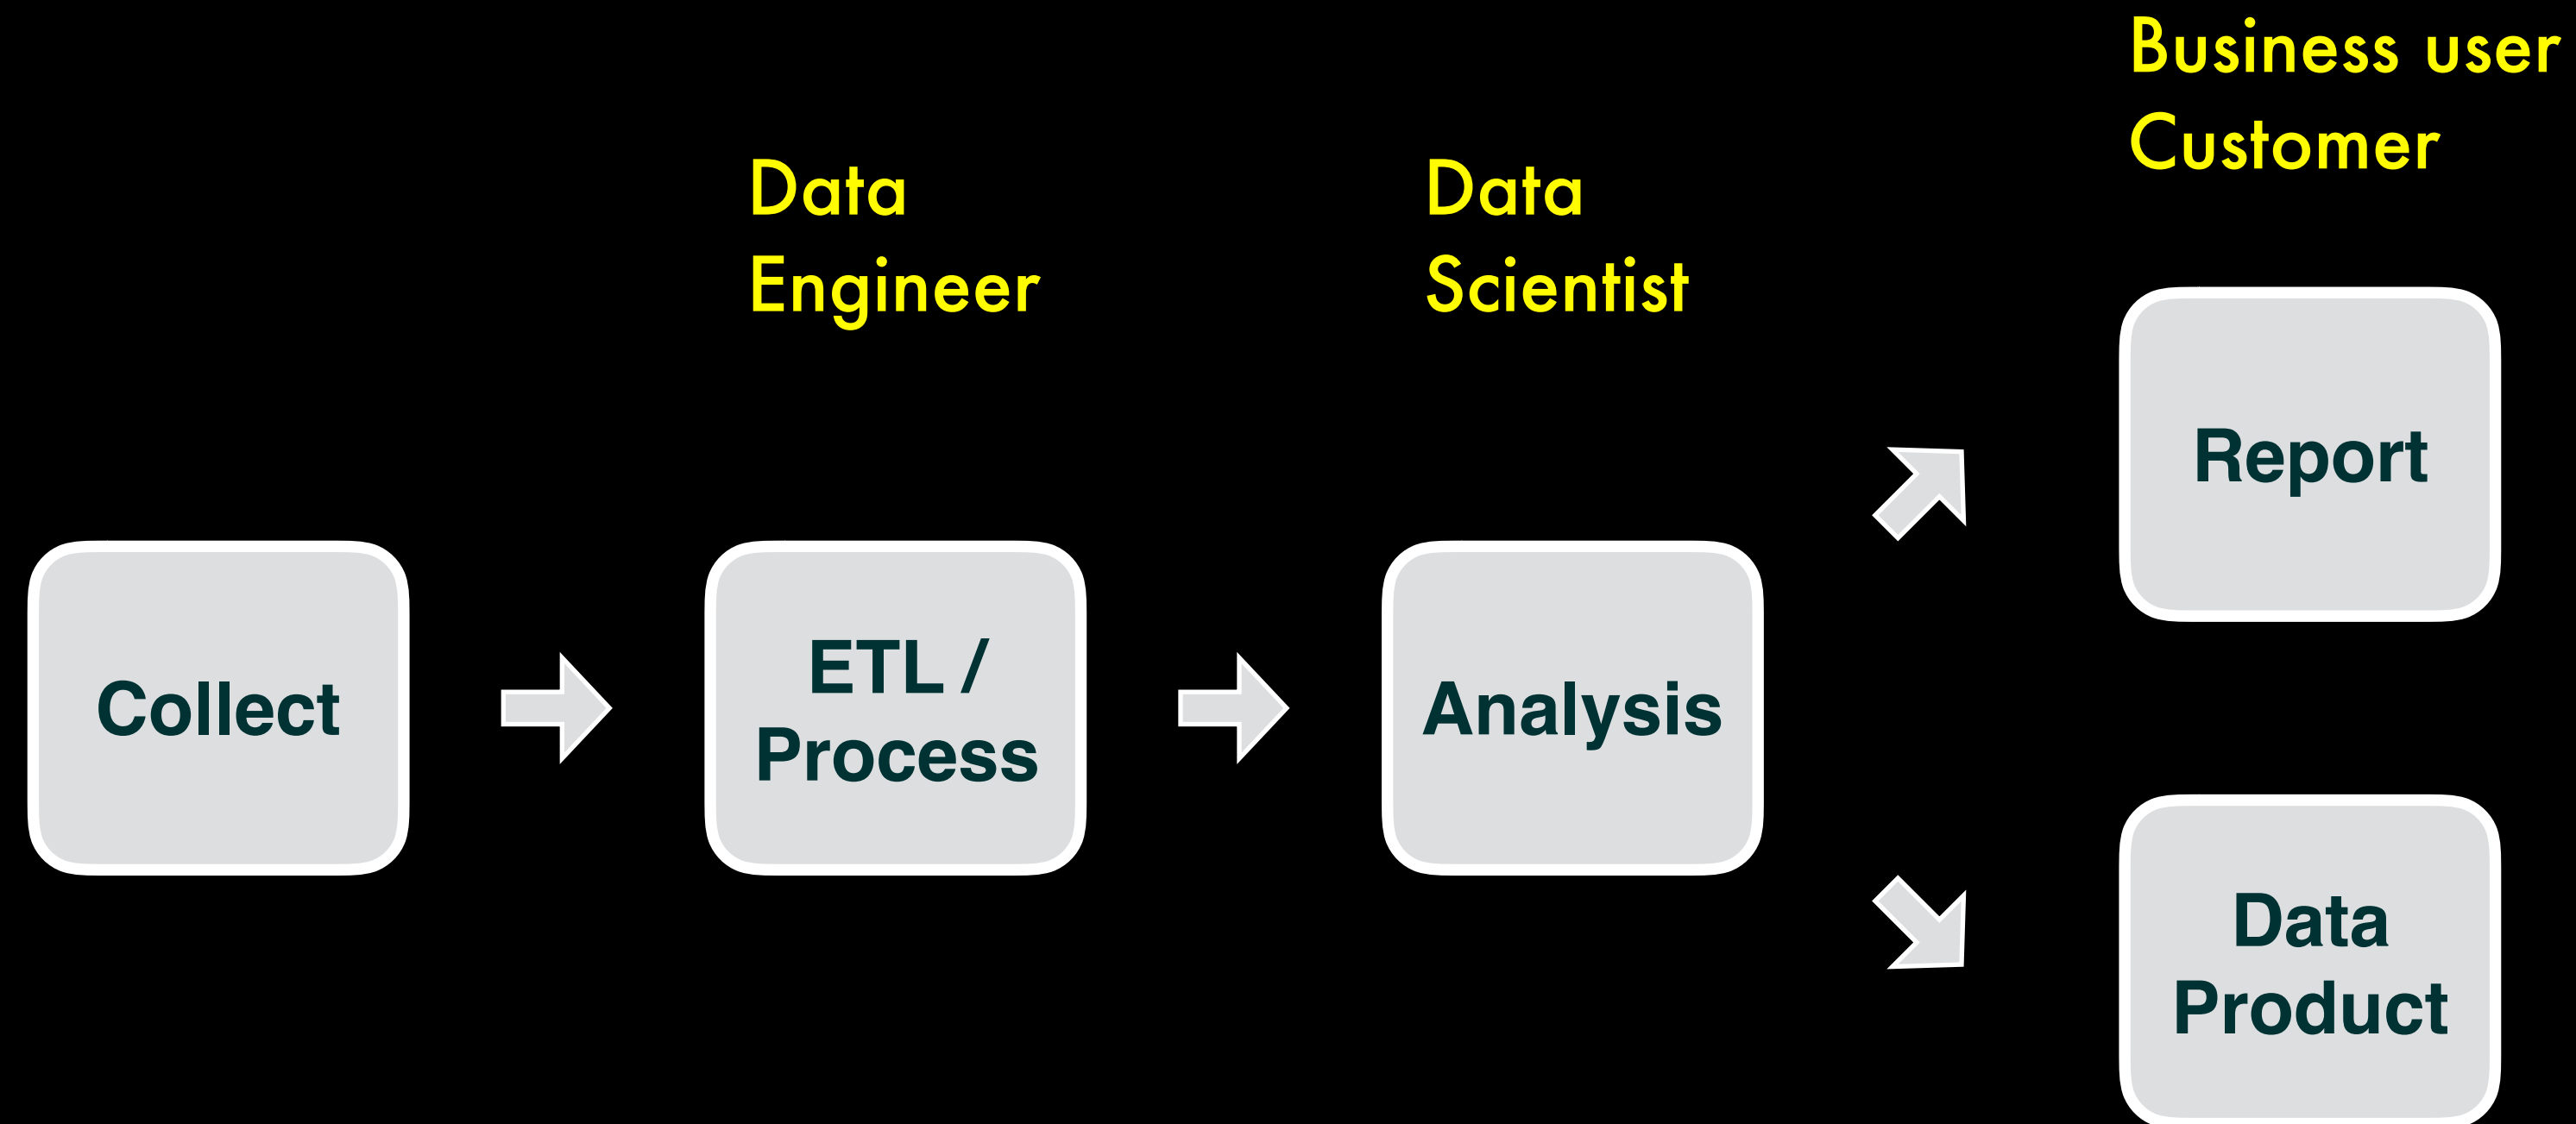 Business user
Customer
Data
Engineer
Data
Scientist
Report
Collect
ETL /
Process
Analysis
Data
Product